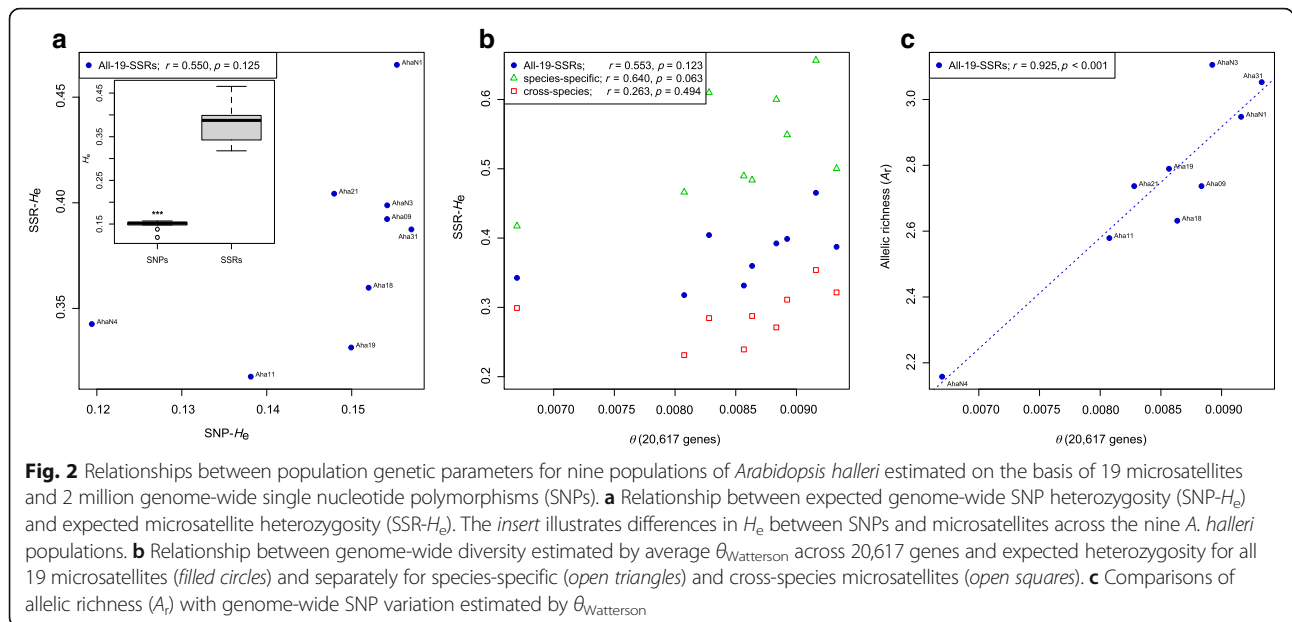 a
All-19-SSRs; r = 0.550, p = 0.125
SSR-He
0.45
0.40
0.35
He
0.45
0.35
0.25
0.15
***
SNPs
SSRs
AhaN1
Aha21
AhaN3
Aha09
Aha31
Aha18
AhaN4
Aha19
Aha11
0.12 0.13 0.14 0.15
SNP-He
b
All-19-SSRs; r = 0.553, p = 0.123
species-specific; r = 0.640, p = 0.063
cross-species; r = 0.263, p = 0.494
SSR-He
0.6
0.5
0.4
0.3
0.2
0.0070 0.0075 0.0080 0.0085 0.0090
θ (20,617 genes)
c
All-19-SSRs; r = 0.925, p < 0.001
Allelic richness (Ar)
3.0
2.8
2.6
2.4
2.2
AhaN3
Aha31
AhaN1
Aha19
Aha21
Aha09
Aha18
Aha11
AhaN4
0.0070 0.0075 0.0080 0.0085 0.0090
θ (20,617 genes)
Fig. 2 Relationships between population genetic parameters for nine populations of Arabidopsis halleri estimated on the basis of 19 microsatellites
and 2 million genome-wide single nucleotide polymorphisms (SNPs). a Relationship between expected genome-wide SNP heterozygosity (SNP-He)
and expected microsatellite heterozygosity (SSR-He). The insert illustrates differences in He between SNPs and microsatellites across the nine A. halleri
populations. b Relationship between genome-wide diversity estimated by average θWatterson across 20,617 genes and expected heterozygosity for all
19 microsatellites (filled circles) and separately for species-specific (open triangles) and cross-species microsatellites (open squares). c Comparisons of
allelic richness (Ar) with genome-wide SNP variation estimated by θWatterson